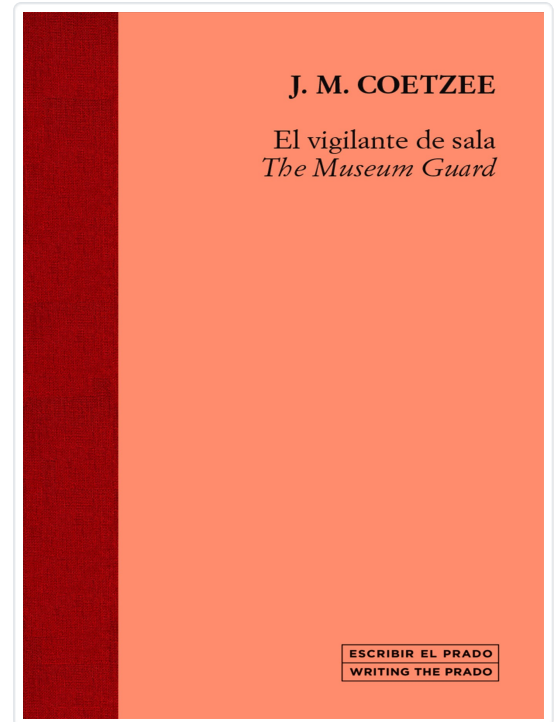 J. M. COETZEE
El vigilante de sala
The Museum Guard
ESCRIBIR EL PRADO
WRITING THE PRADO